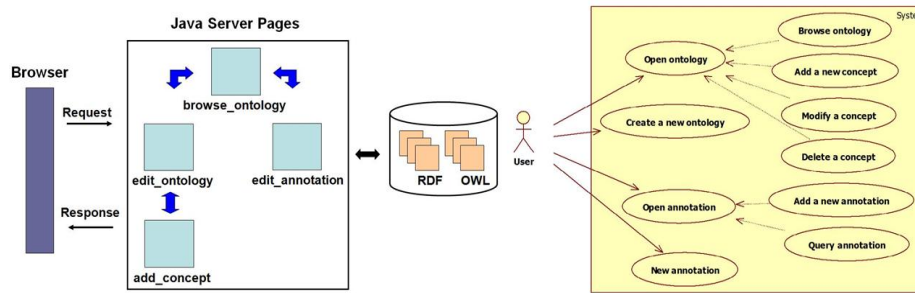 Java Server Pages
Browser
Request
Response
browse_ontology
edit_ontology
edit_annotation
add_concept
RDF
OWL
User
Syste
Browse ontology
Open ontology
Add a new concept
Create a new ontology
Modify a concept
Delete a concept
Open annotation
Add a new annotation
Query annotation
New annotation